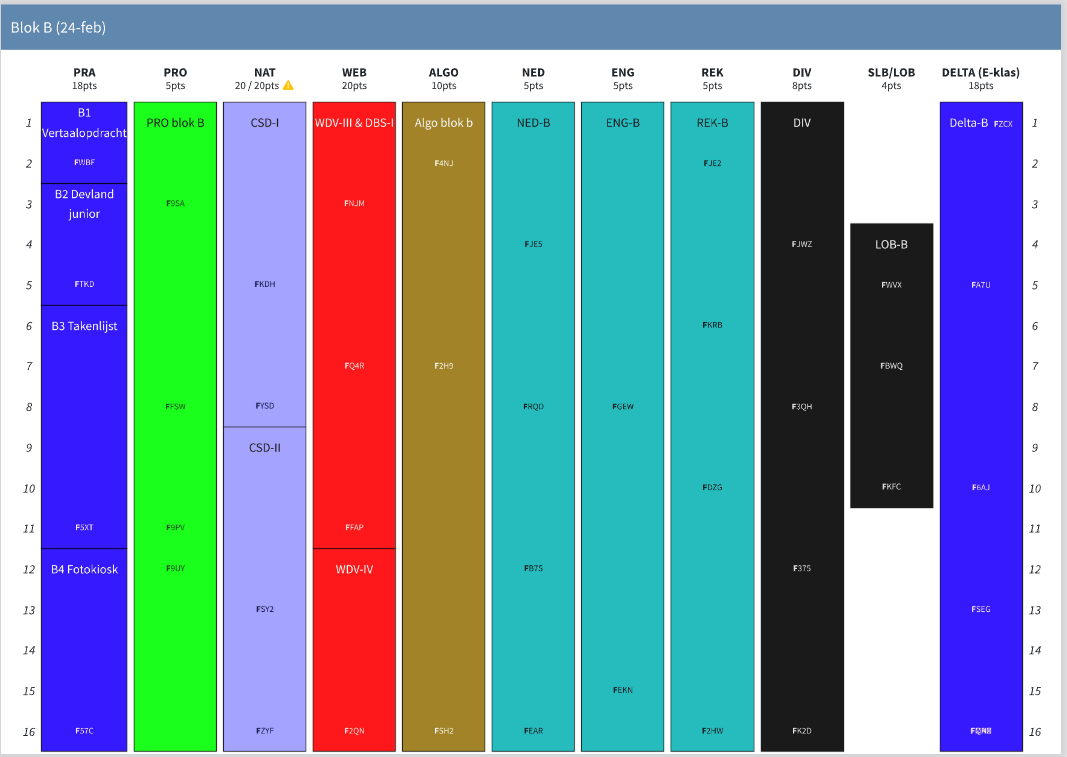 Blok B (24-feb)
PRA PRO NAT WEB ALGO NED ENG REK DIV SLB/LOB DELTA (E-klas)
18pts 5pts 20 / 20pts 20pts 10pts 5pts 5pts 5pts 8pts 4pts 18pts
1 B1 Vertaalopdracht PRO blok B CSD-I WDV-III & DBS-I Algo blok b NED-B ENG-B REK-B DIV Delta-B FZCX 1
2 FWBF F4NJ FJE2 2
3 B2 Devland junior F9SA FNJM 3
4 FJE5 FJWZ LOB-B 4
5 FTKD FKDH FWVX FA7U 5
6 B3 Takenlijst FKRB 6
7 FQ4R F2H9 FBWQ 7
8 FFSW FYSD FRQD FGEW F3QH 8
9 CSD-II 9
10 FDZG FKFC F6AJ 10
11 F5XT F9PV FFAP 11
12 B4 Fotokiosk F9UY WDV-IV FB7S F375 12
13 FSY2 FSEG 13
14 14
15 FEKN 15
16 F57C FZYF F2QN FSH2 FEAR F2HW FK2D 16